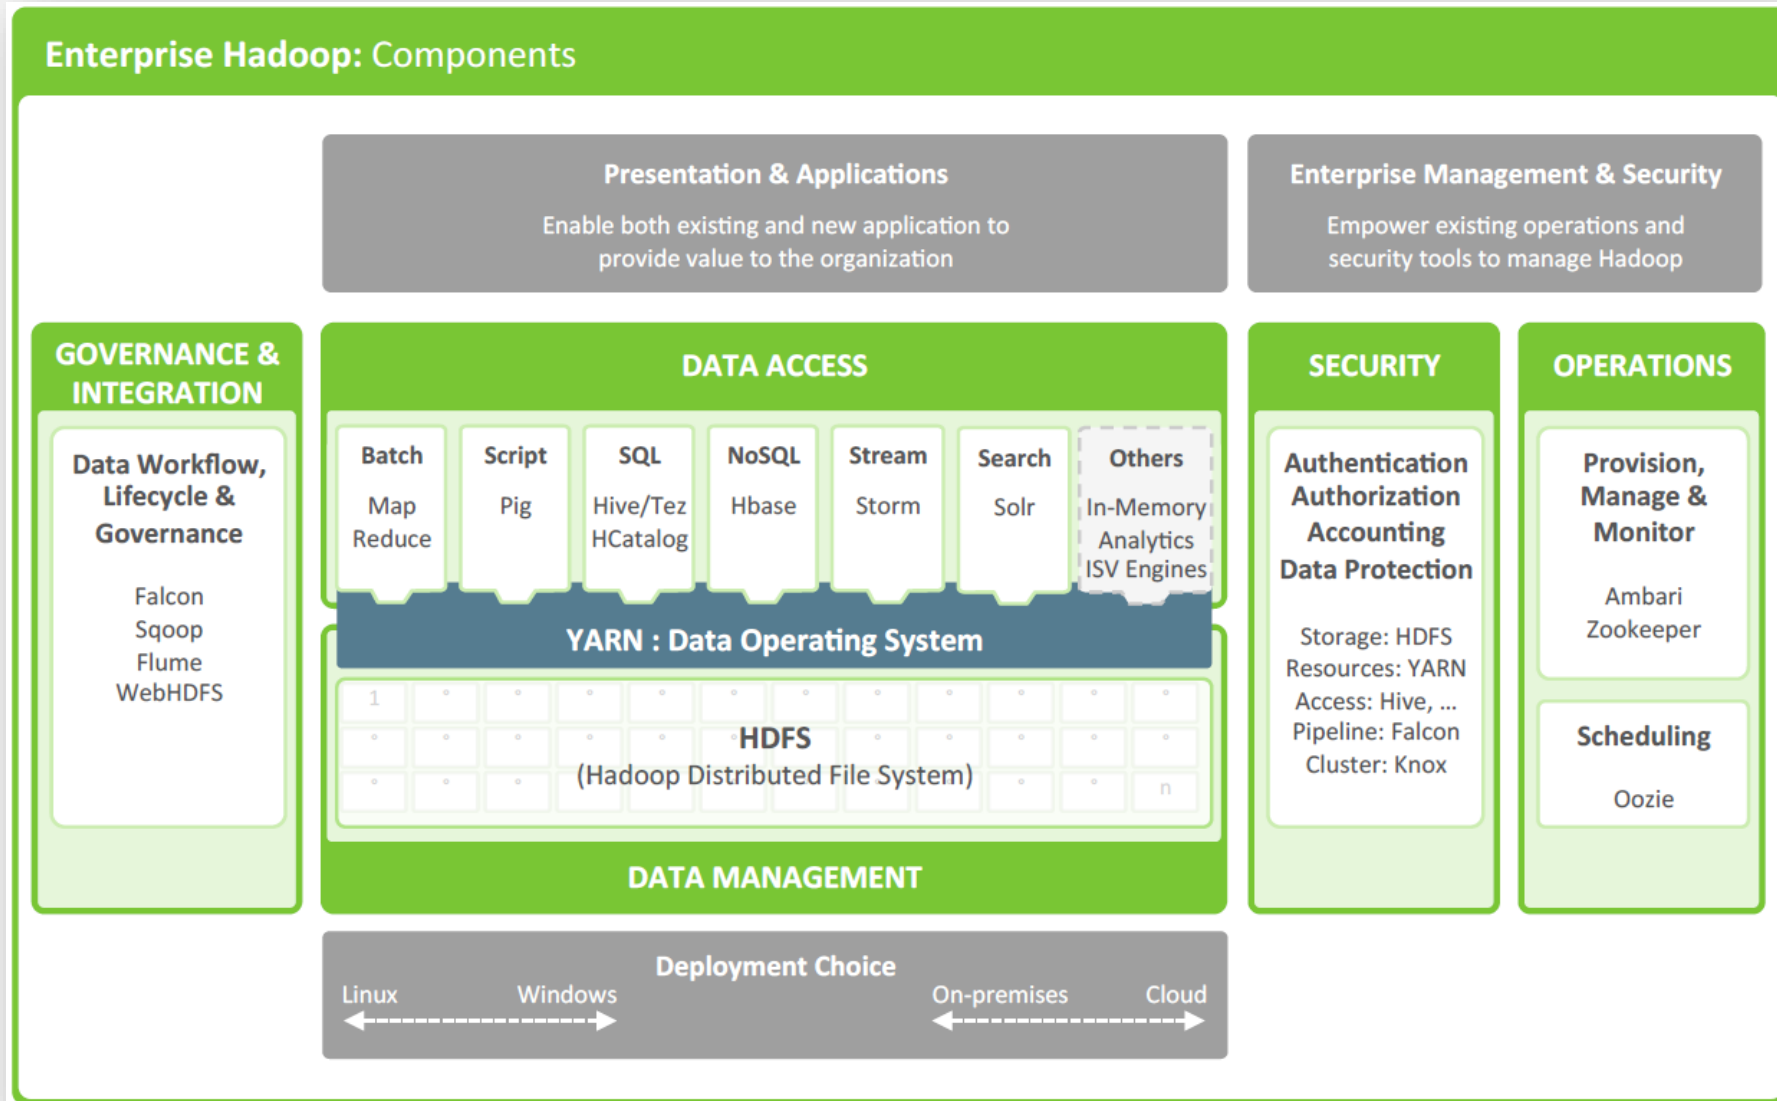 Enterprise Hadoop: Components
Presentation & Applications
Enable both existing and new application to
provide value to the organization
Enterprise Management & Security
Empower existing operations and
security tools to manage Hadoop
GOVERNANCE &
INTEGRATION
Data Workflow,
Lifecycle &
Governance
Falcon
Sqoop
Flume
WebHDFS
DATA ACCESS
Batch
Map
Reduce
Script
Pig
SQL
Hive/Tez
HCatalog
NoSQL
Hbase
Stream
Storm
Search
Solr
Others
In-Memory
Analytics
ISV Engines
YARN : Data Operating System
1
HDFS
(Hadoop Distributed File System)
n
DATA MANAGEMENT
SECURITY
Authentication
Authorization
Accounting
Data Protection
Storage: HDFS
Resources: YARN
Access: Hive, ...
Pipeline: Falcon
Cluster: Knox
OPERATIONS
Provision,
Manage &
Monitor
Ambari
Zookeeper
Scheduling
Oozie
Deployment Choice
Linux Windows On-premises Cloud